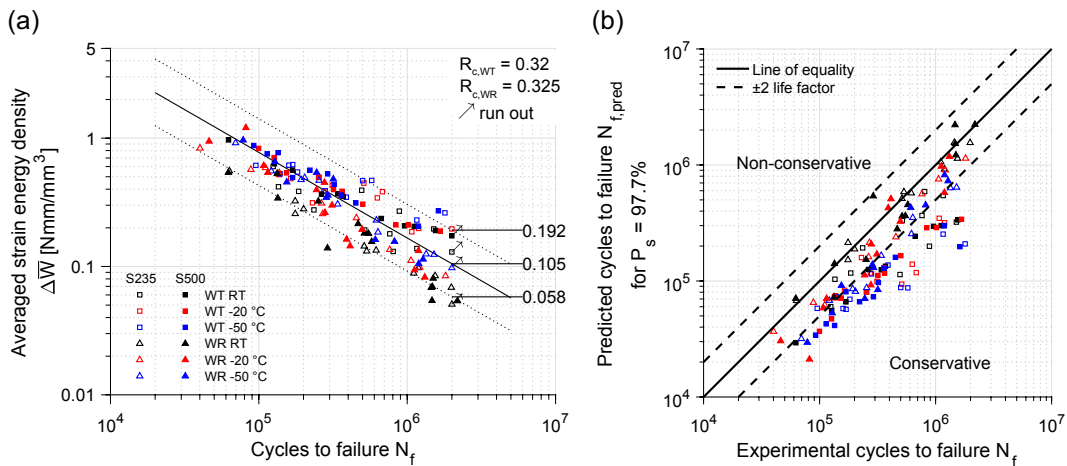 (a)
5
1
0.1
0.01
Averaged strain energy density
ΔW̅ [Nmm/mm³]
R_c,WT = 0.32
R_c,WR = 0.325
run out
0.192
0.105
0.058
S235 S500
WT RT
WT -20 °C
WT -50 °C
WR RT
WR -20 °C
WR -50 °C
10⁴ 10⁵ 10⁶ 10⁷
Cycles to failure N_f
(b)
10⁷
10⁶
10⁵
10⁴
Predicted cycles to failure N_f,pred
for P_s = 97.7%
Line of equality
±2 life factor
Non-conservative
Conservative
10⁴ 10⁵ 10⁶ 10⁷
Experimental cycles to failure N_f